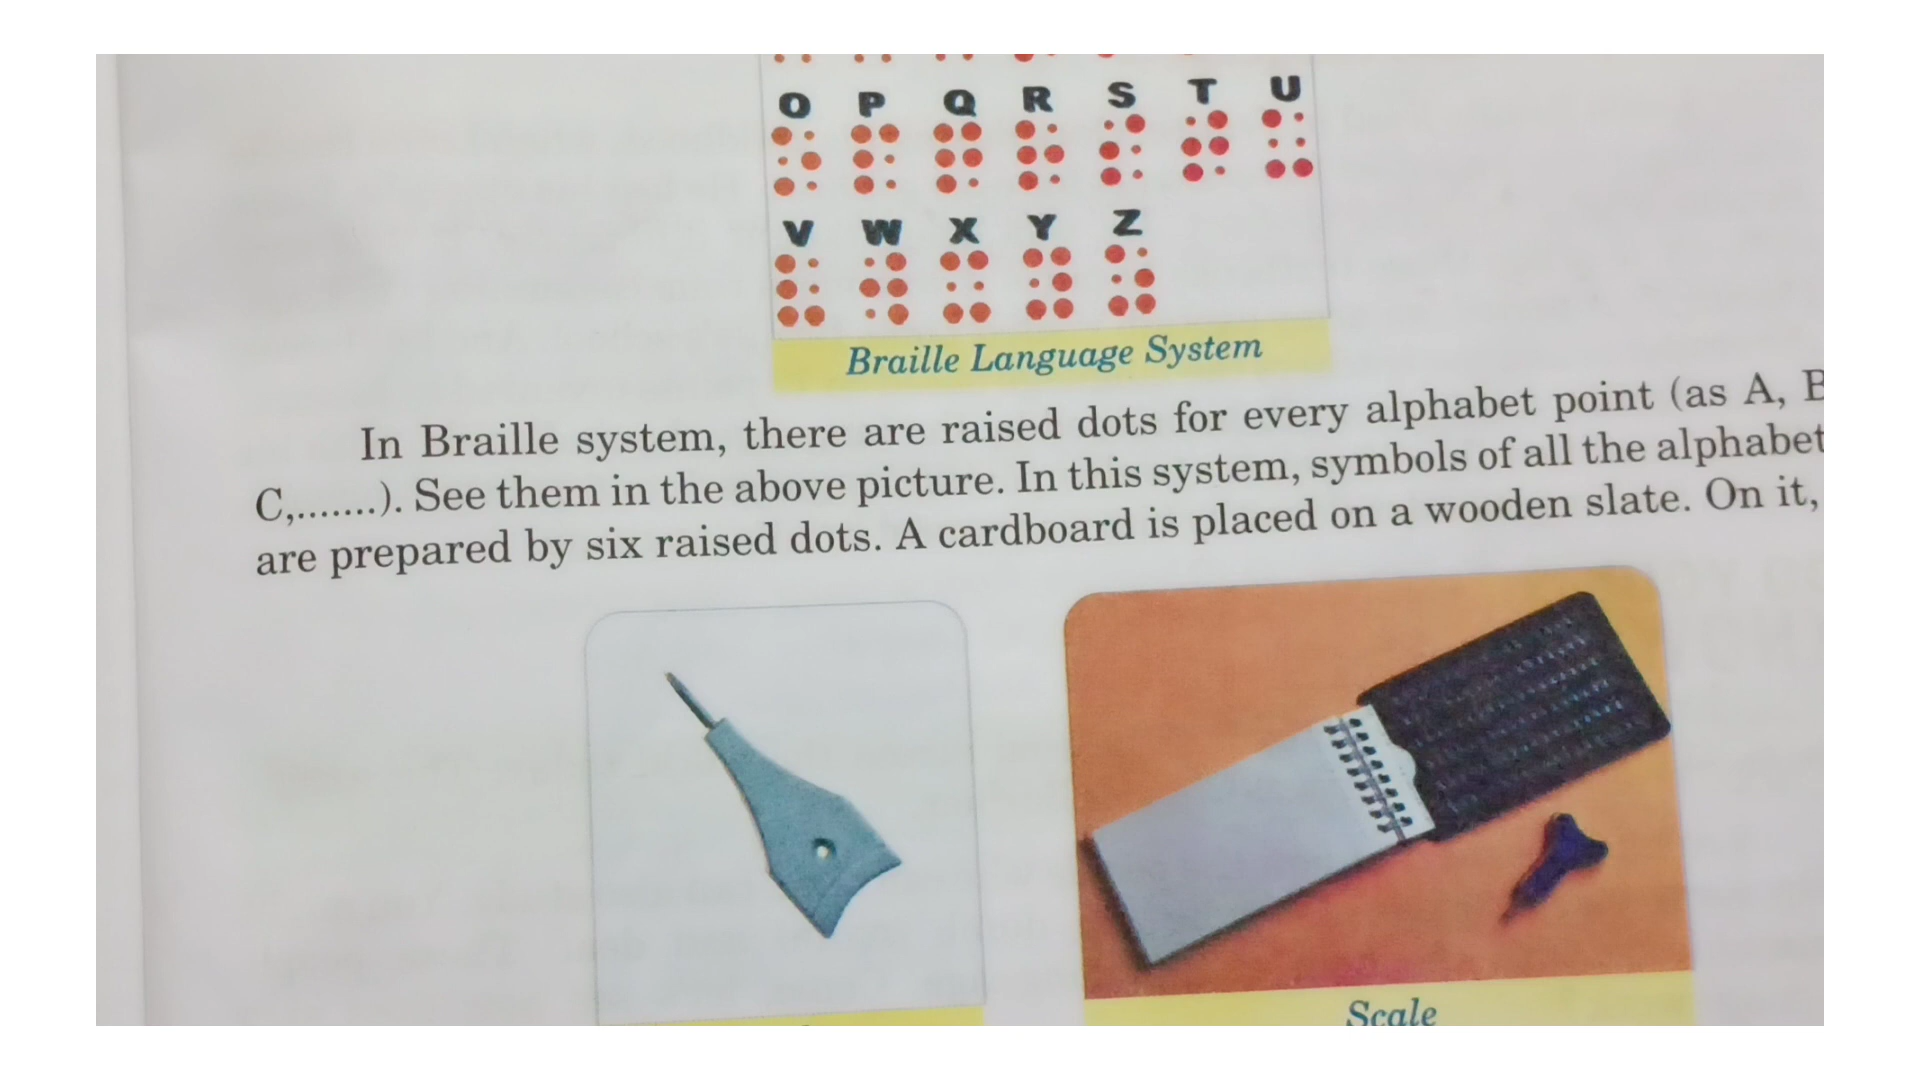 O P Q R S T U
V W X Y Z
Braille Language System
In Braille system, there are raised dots for every alphabet point (as A, B
C,.......). See them in the above picture. In this system, symbols of all the alphabet
are prepared by six raised dots. A cardboard is placed on a wooden slate. On it,
Scale